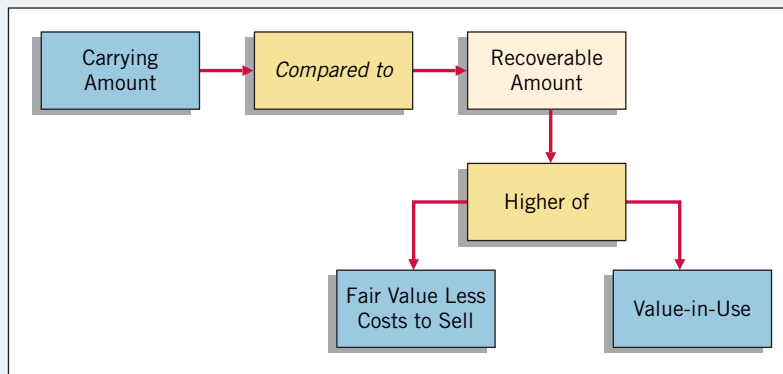 Carrying
Amount
Compared to
Recoverable
Amount
Higher of
Fair Value Less
Costs to Sell
Value-in-Use